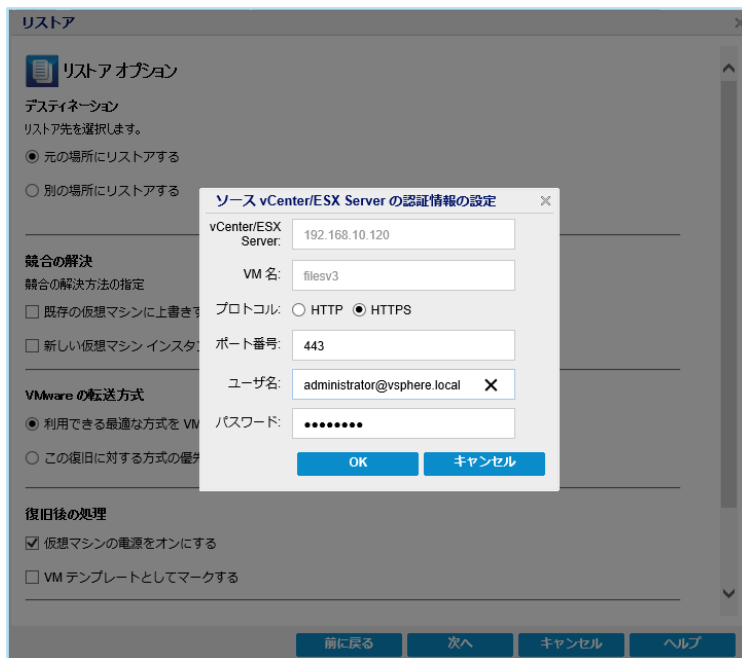 リストア
リストア オプション
デスティネーション
リストア先を選択します。
元の場所にリストアする
別の場所にリストアする
競合の解決
競合の解決方法の指定
既存の仮想マシンに上書き
新しい仮想マシン インスタ
VMware の転送方式
利用できる最適な方式を VM
この復旧に対する方式の優先
復旧後の処理
仮想マシンの電源をオンにする
VM テンプレートとしてマークする
前に戻る 次へ キャンセル ヘルプ
ソース vCenter/ESX Server の認証情報の設定
vCenter/ESX
Server: 192.168.10.120
VM 名: filesv3
プロトコル: HTTP HTTPS
ポート番号: 443
ユーザ名: administrator@vsphere.local
パスワード: ••••••••
OK キャンセル